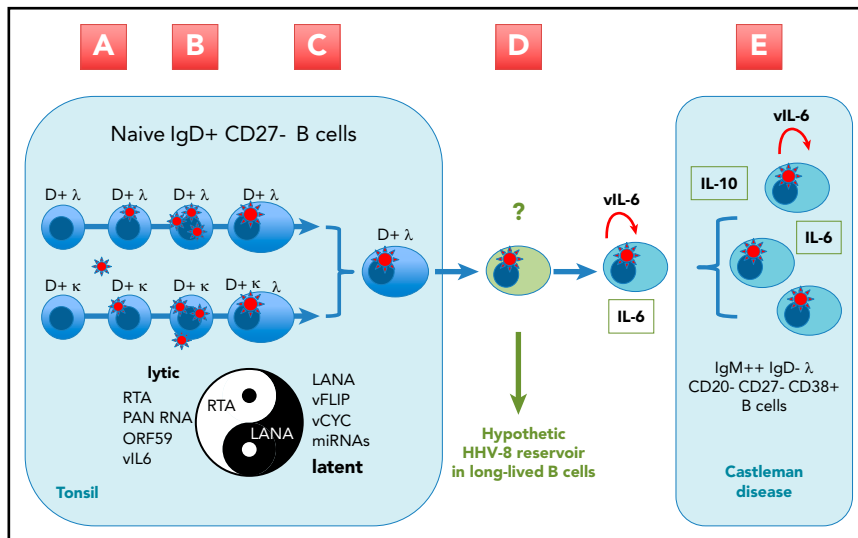 A
B
C
D
E
Naive IgD+ CD27- B cells
D+ λ
D+ λ
D+ λ
D+ λ
D+ κ
D+ κ
D+ κ
D+ κ λ
D+ λ
?
vIL-6
IL-6
vIL-6
IL-10
IL-6
lytic
RTA
PAN RNA
ORF59
vIL6
RTA
LANA
LANA
vFLIP
vCYC
miRNAs
latent
Tonsil
Hypothetic
HHV-8 reservoir
in long-lived B cells
IgM++ IgD- λ
CD20- CD27- CD38+
B cells
Castleman
disease